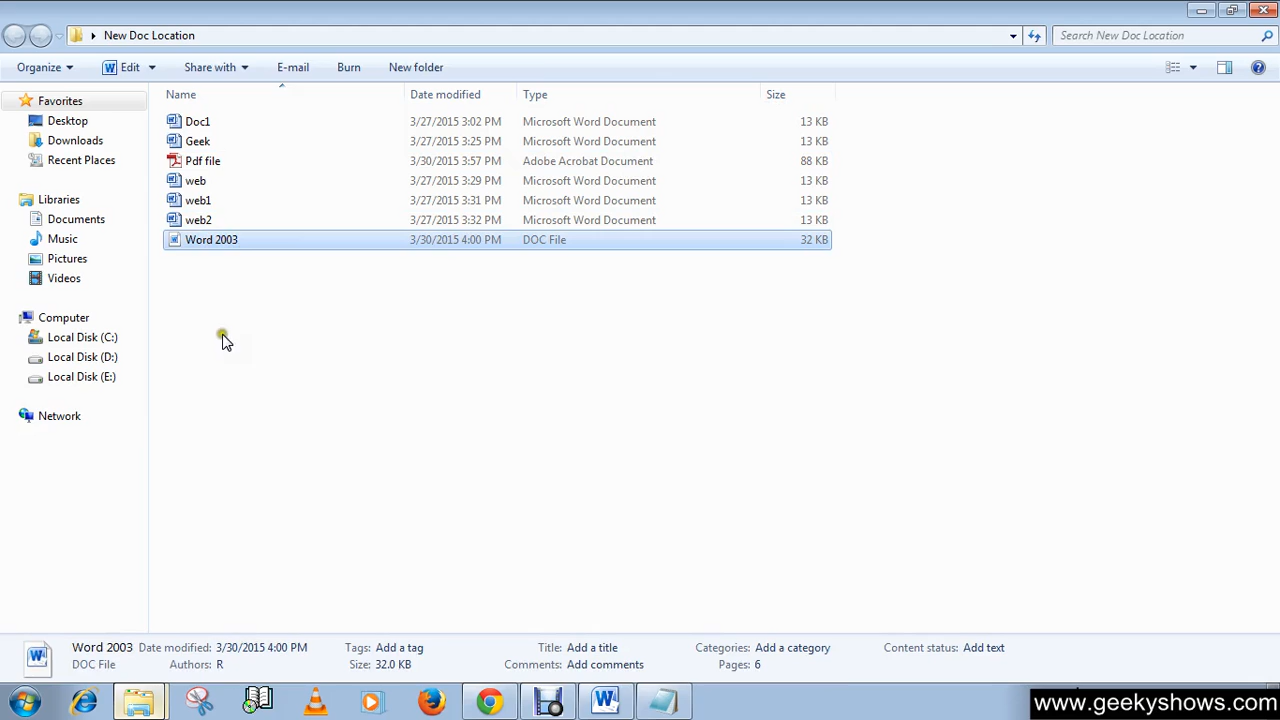 New Doc Location
Search New Doc Location
Organize Edit Share with E-mail Burn New folder
Favorites
Desktop
Downloads
Recent Places
Libraries
Documents
Music
Pictures
Videos
Computer
Local Disk (C:)
Local Disk (D:)
Local Disk (E:)
Network
Name Date modified Type Size
Doc1 3/27/2015 3:02 PM Microsoft Word Document 13 KB
Geek 3/27/2015 3:25 PM Microsoft Word Document 13 KB
Pdf file 3/30/2015 3:57 PM Adobe Acrobat Document 88 KB
web 3/27/2015 3:29 PM Microsoft Word Document 13 KB
web1 3/27/2015 3:31 PM Microsoft Word Document 13 KB
web2 3/27/2015 3:32 PM Microsoft Word Document 13 KB
Word 2003 3/30/2015 4:00 PM DOC File 32 KB
Word 2003 Date modified: 3/30/2015 4:00 PM Tags: Add a tag Title: Add a title Categories: Add a category Content status: Add text
DOC File Authors: R Size: 32.0 KB Comments: Add comments Pages: 6
www.geekyshows.com